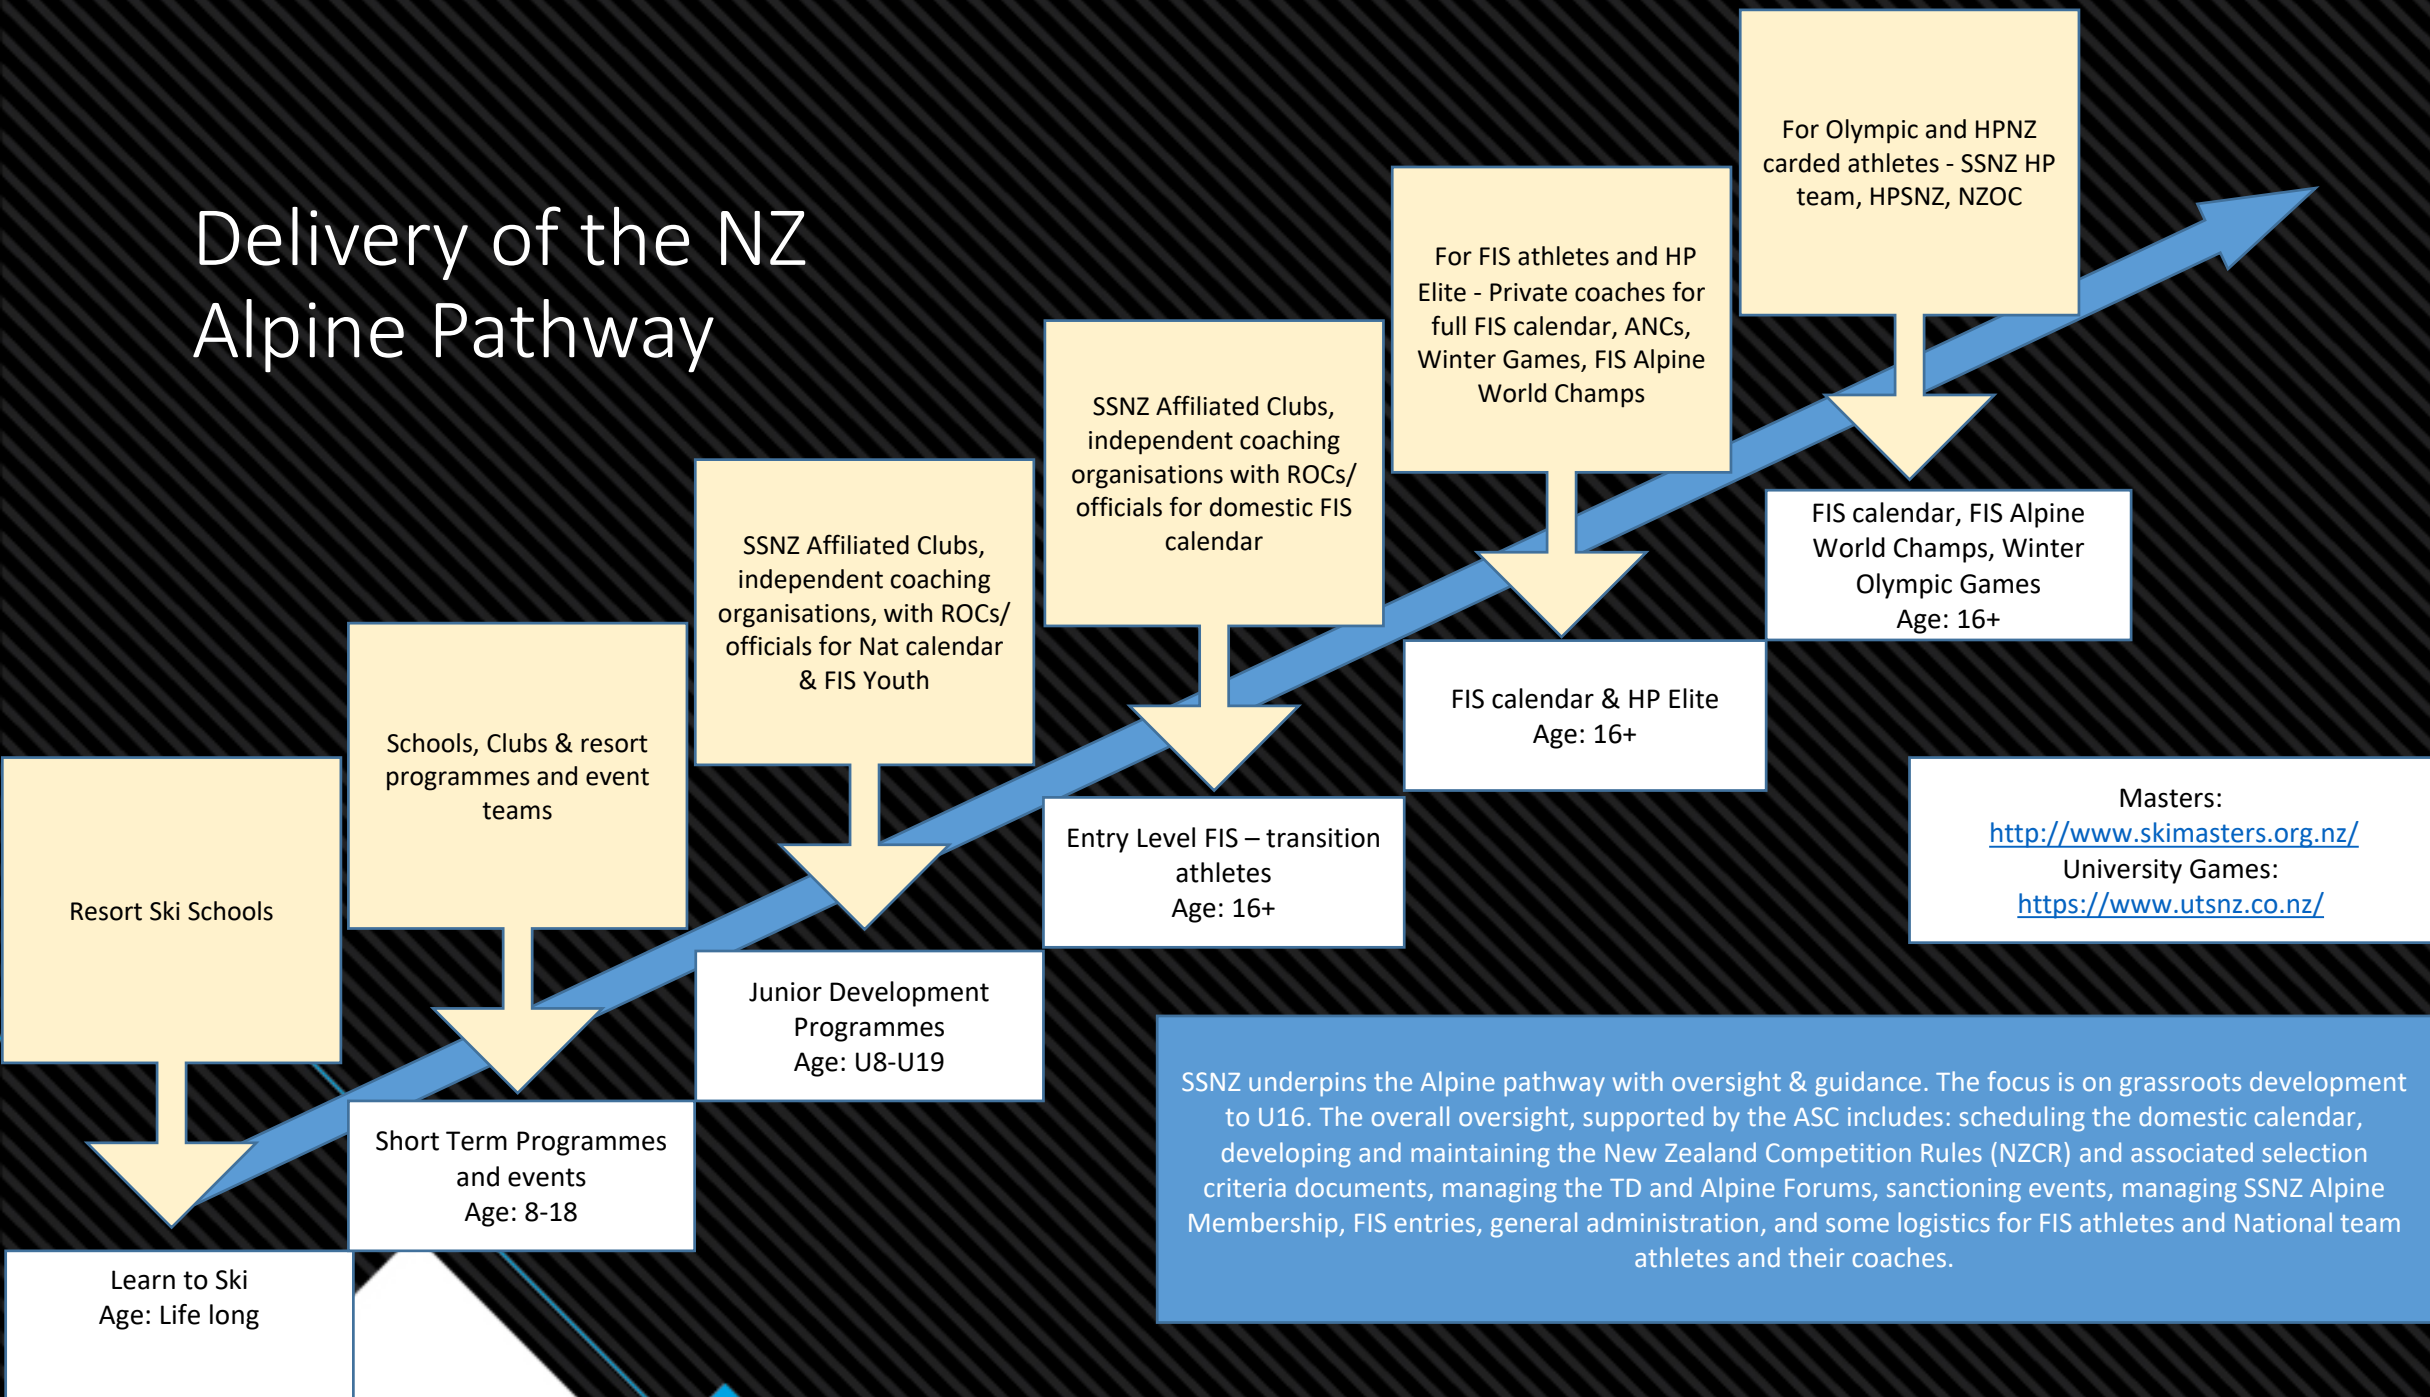 Delivery of the NZ
Alpine Pathway
Resort Ski Schools
Learn to Ski
Age: Life long
Schools, Clubs & resort
programmes and event
teams
Short Term Programmes
and events
Age: 8-18
SSNZ Affiliated Clubs,
independent coaching
organisations, with ROCs/
officials for Nat calendar
& FIS Youth
Junior Development
Programmes
Age: U8-U19
SSNZ Affiliated Clubs,
independent coaching
organisations with ROCs/
officials for domestic FIS
calendar
Entry Level FIS – transition
athletes
Age: 16+
For FIS athletes and HP
Elite - Private coaches for
full FIS calendar, ANCs,
Winter Games, FIS Alpine
World Champs
FIS calendar & HP Elite
Age: 16+
For Olympic and HPNZ
carded athletes - SSNZ HP
team, HPSNZ, NZOC
FIS calendar, FIS Alpine
World Champs, Winter
Olympic Games
Age: 16+
Masters:
http://www.skimasters.org.nz/
University Games:
https://www.utsnz.co.nz/
SSNZ underpins the Alpine pathway with oversight & guidance. The focus is on grassroots development
to U16. The overall oversight, supported by the ASC includes: scheduling the domestic calendar,
developing and maintaining the New Zealand Competition Rules (NZCR) and associated selection
criteria documents, managing the TD and Alpine Forums, sanctioning events, managing SSNZ Alpine
Membership, FIS entries, general administration, and some logistics for FIS athletes and National team
athletes and their coaches.